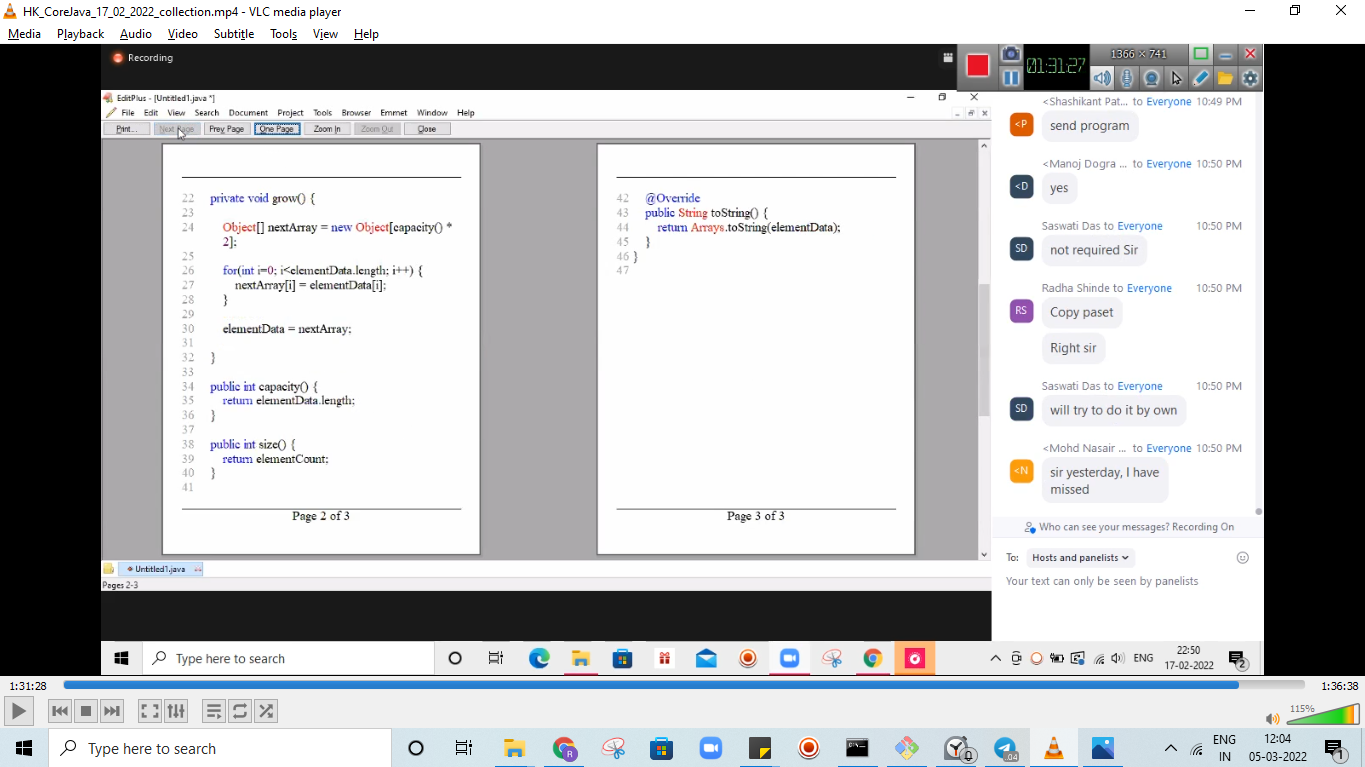 HK_CoreJava_17_02_2022_collection.mp4 - VLC media player
Media Playback Audio Video Subtitle Tools View Help
Recording
1366 × 741
01:31:27
EditPlus - [Untitled1.java *]
File Edit View Search Document Project Tools Browser Emmet Window Help
Print... Next Page Prev Page One Page Zoom In Zoom Out Close
22 private void grow() {
23
24 Object[] nextArray = new Object[capacity() *
2];
25
26 for(int i=0; i<elementData.length; i++) {
27 nextArray[i] = elementData[i];
28 }
29
30 elementData = nextArray;
31
32 }
33
34 public int capacity() {
35 return elementData.length;
36 }
37
38 public int size() {
39 return elementCount;
40 }
41
Page 2 of 3
42 @Override
43 public String toString() {
44 return Arrays.toString(elementData);
45 }
46 }
47
Page 3 of 3
Untitled1.java
Pages 2-3
<Shashikant Pat... to Everyone 10:49 PM
<P
send program
<Manoj Dogra ... to Everyone 10:50 PM
<D
yes
Saswati Das to Everyone 10:50 PM
SD
not required Sir
Radha Shinde to Everyone 10:50 PM
RS
Copy paset
Right sir
Saswati Das to Everyone 10:50 PM
SD
will try to do it by own
<Mohd Nasair ... to Everyone 10:50 PM
<N
sir yesterday, I have
missed
Who can see your messages? Recording On
To: Hosts and panelists
Your text can only be seen by panelists
Type here to search
ENG
22:50
17-02-2022
2
1:31:28
1:36:38
115%
Type here to search
R
.04
ENG
IN
12:04
05-03-2022
1